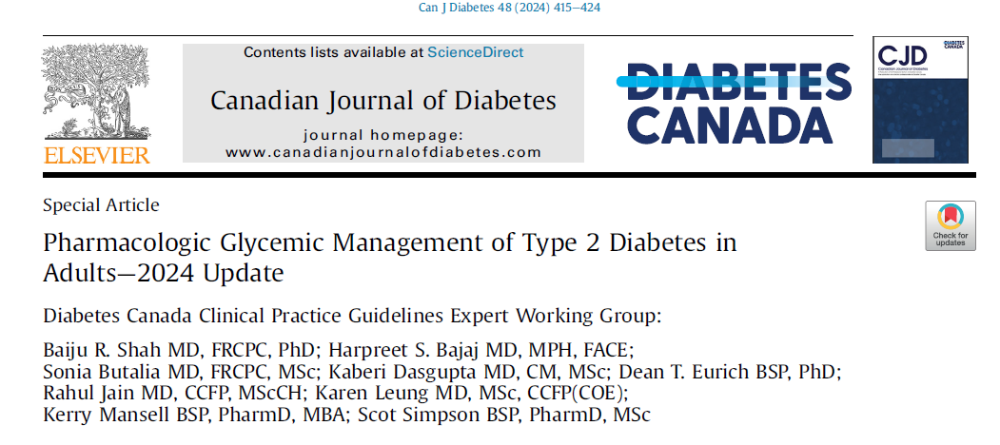 Can J Diabetes 48 (2024) 415–424
Contents lists available at ScienceDirect
Canadian Journal of Diabetes
journal homepage:
www.canadianjournalofdiabetes.com
ELSEVIER
DIABETES
CANADA
CJD
DIABETES
CANADA
Canadian Journal of Diabetes
Special Article
Check for
updates
Pharmacologic Glycemic Management of Type 2 Diabetes in
Adults—2024 Update
Diabetes Canada Clinical Practice Guidelines Expert Working Group:
Baiju R. Shah MD, FRCPC, PhD; Harpreet S. Bajaj MD, MPH, FACE;
Sonia Butalia MD, FRCPC, MSc; Kaberi Dasgupta MD, CM, MSc; Dean T. Eurich BSP, PhD;
Rahul Jain MD, CCFP, MScCH; Karen Leung MD, MSc, CCFP(COE);
Kerry Mansell BSP, PharmD, MBA; Scot Simpson BSP, PharmD, MSc